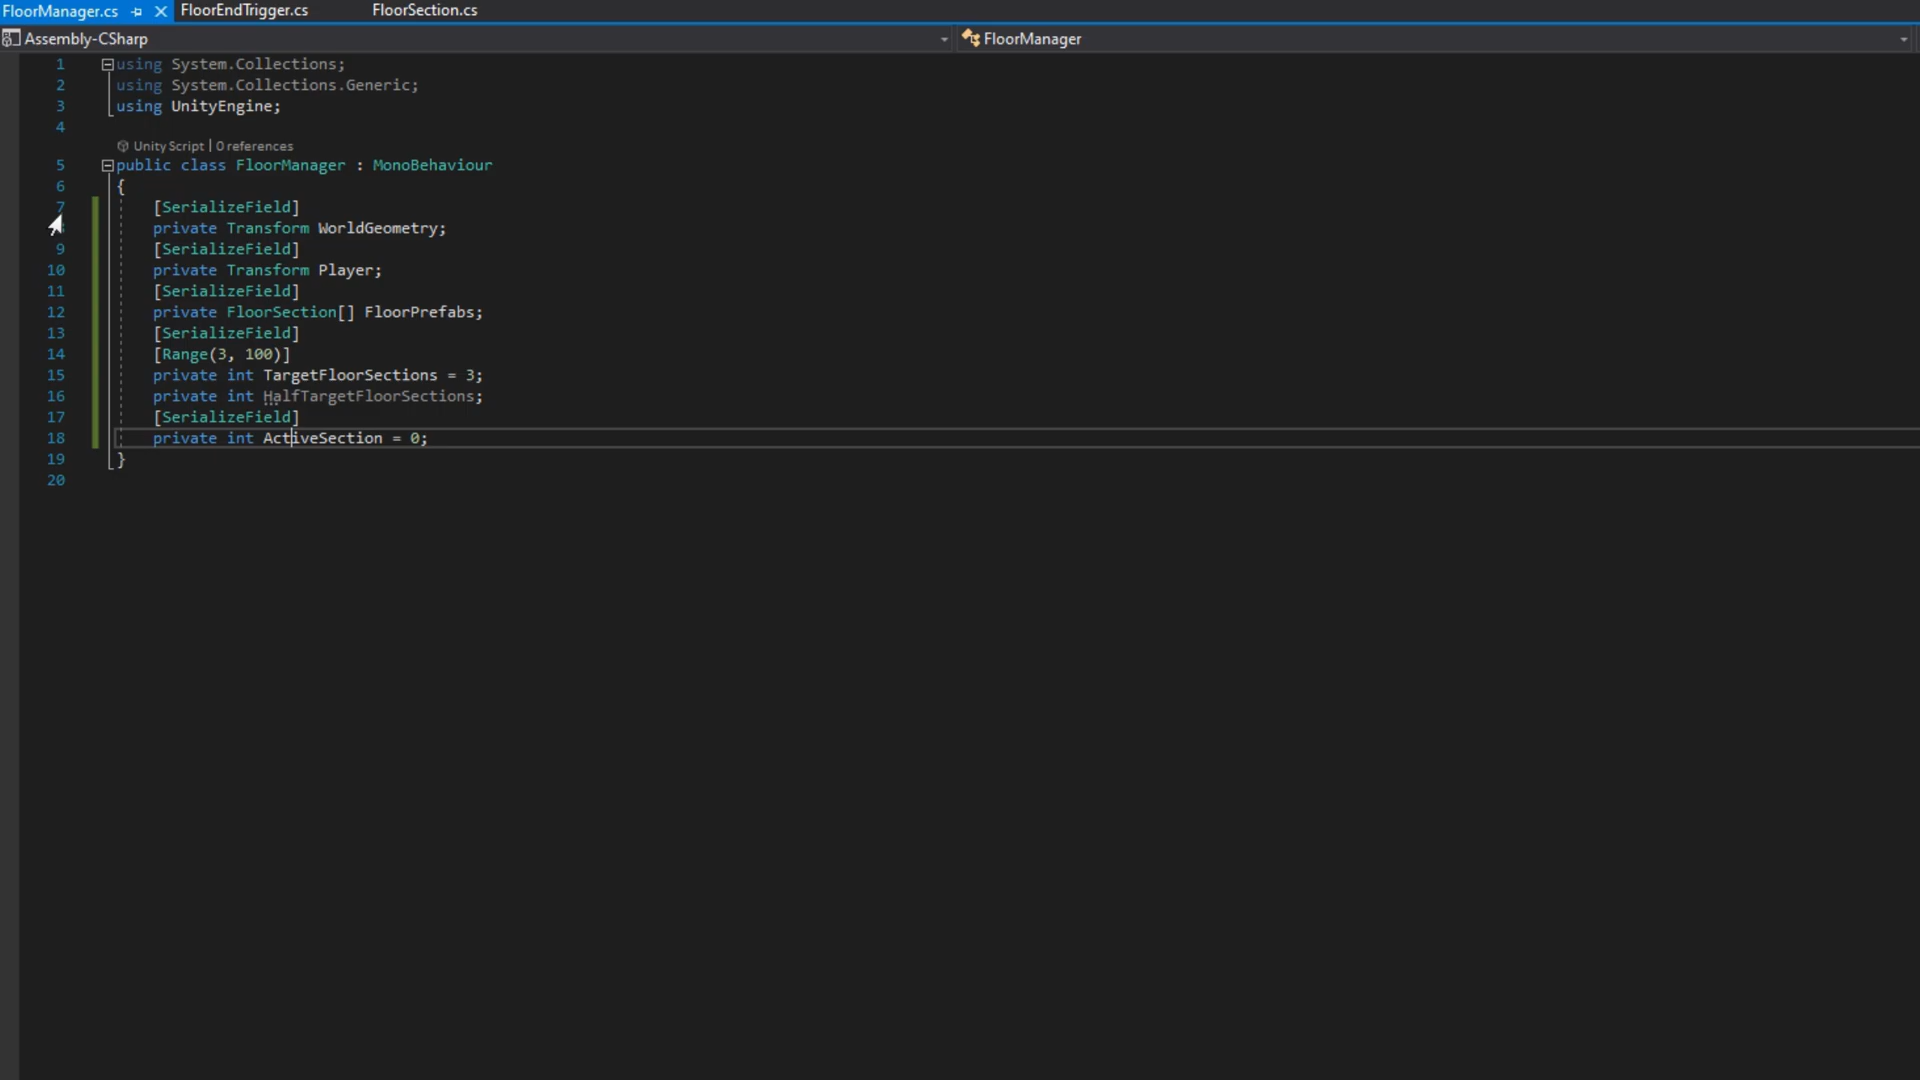 FloorManager.cs FloorEndTrigger.cs FloorSection.cs
Assembly-CSharp FloorManager
1 using System.Collections;
2 using System.Collections.Generic;
3 using UnityEngine;
4
Unity Script | 0 references
5 public class FloorManager : MonoBehaviour
6 {
7 [SerializeField]
private Transform WorldGeometry;
9 [SerializeField]
10 private Transform Player;
11 [SerializeField]
12 private FloorSection[] FloorPrefabs;
13 [SerializeField]
14 [Range(3, 100)]
15 private int TargetFloorSections = 3;
16 private int HalfTargetFloorSections;
17 [SerializeField]
18 private int ActiveSection = 0;
19 }
20